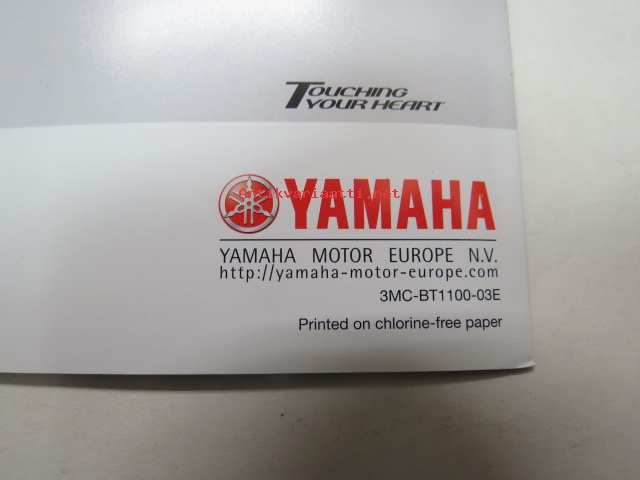 TOUCHING
YOUR HEART
YAMAHA
YAMAHA MOTOR EUROPE N.V.
http://yamaha-motor-europe.com
3MC-BT1100-03E
Printed on chlorine-free paper